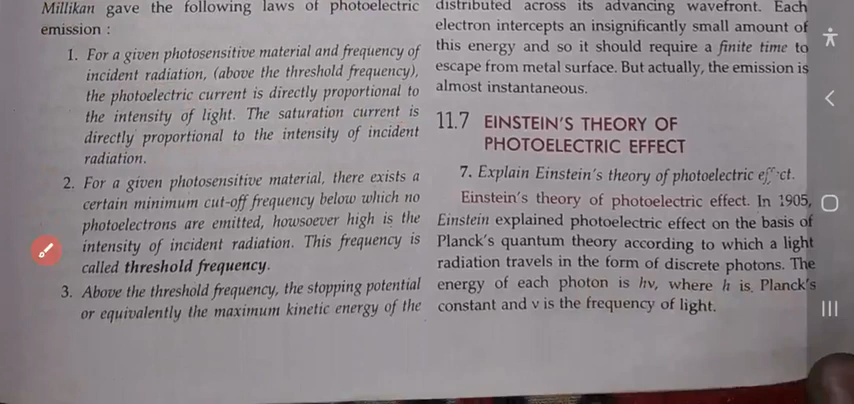 Millikan gave the following laws of photoelectric
emission :
1. For a given photosensitive material and frequency of
incident radiation, (above the threshold frequency),
the photoelectric current is directly proportional to
the intensity of light. The saturation current is
directly proportional to the intensity of incident
radiation.
2. For a given photosensitive material, there exists a
certain minimum cut-off frequency below which no
photoelectrons are emitted, howsoever high is the
intensity of incident radiation. This frequency is
called threshold frequency.
3. Above the threshold frequency, the stopping potential
or equivalently the maximum kinetic energy of the
distributed across its advancing wavefront. Each
electron intercepts an insignificantly small amount of
this energy and so it should require a finite time to
escape from metal surface. But actually, the emission is
almost instantaneous.
11.7 EINSTEIN'S THEORY OF
PHOTOELECTRIC EFFECT
7. Explain Einstein's theory of photoelectric effect.
Einstein's theory of photoelectric effect. In 1905,
Einstein explained photoelectric effect on the basis of
Planck's quantum theory according to which a light
radiation travels in the form of discrete photons. The
energy of each photon is hν, where h is Planck's
constant and ν is the frequency of light.